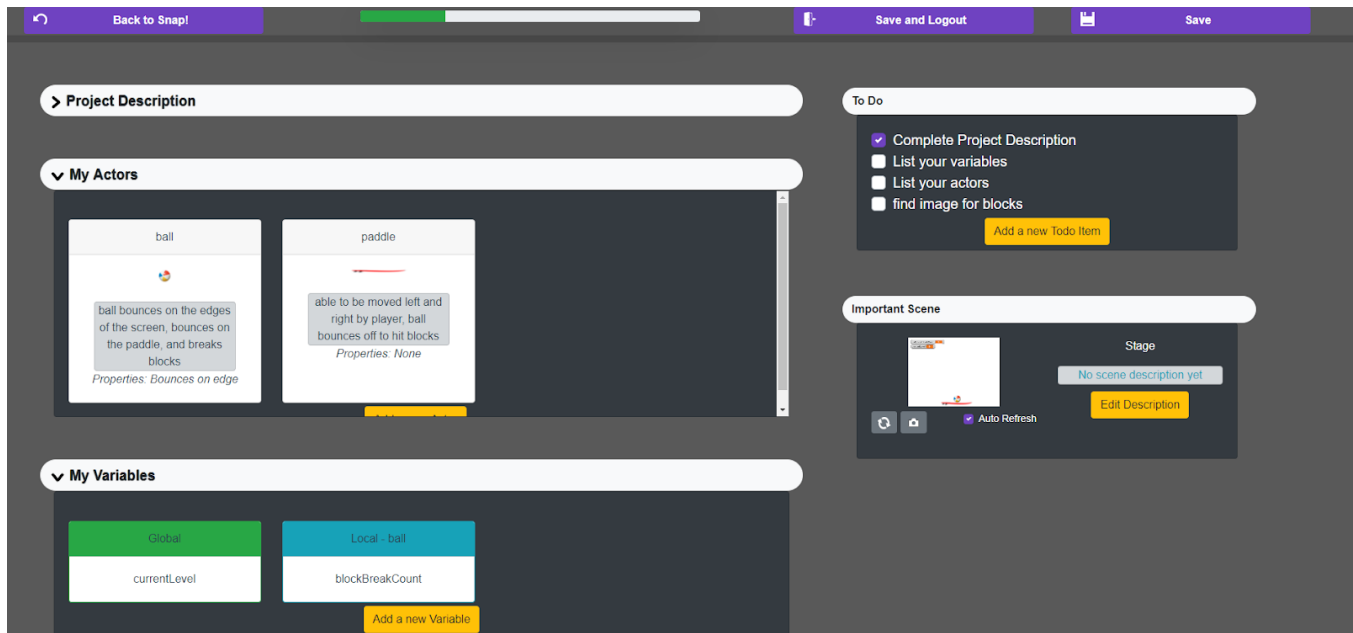 Back to Snap!
Save and Logout
Save
Project Description
My Actors
ball
ball bounces on the edges
of the screen, bounces on
the paddle, and breaks
blocks
Properties: Bounces on edge
paddle
able to be moved left and
right by player, ball
bounces off to hit blocks
Properties: None
My Variables
Global
currentLevel
Local - ball
blockBreakCount
Add a new Variable
To Do
Complete Project Description
List your variables
List your actors
find image for blocks
Add a new Todo Item
Important Scene
Stage
No scene description yet
Edit Description
Auto Refresh